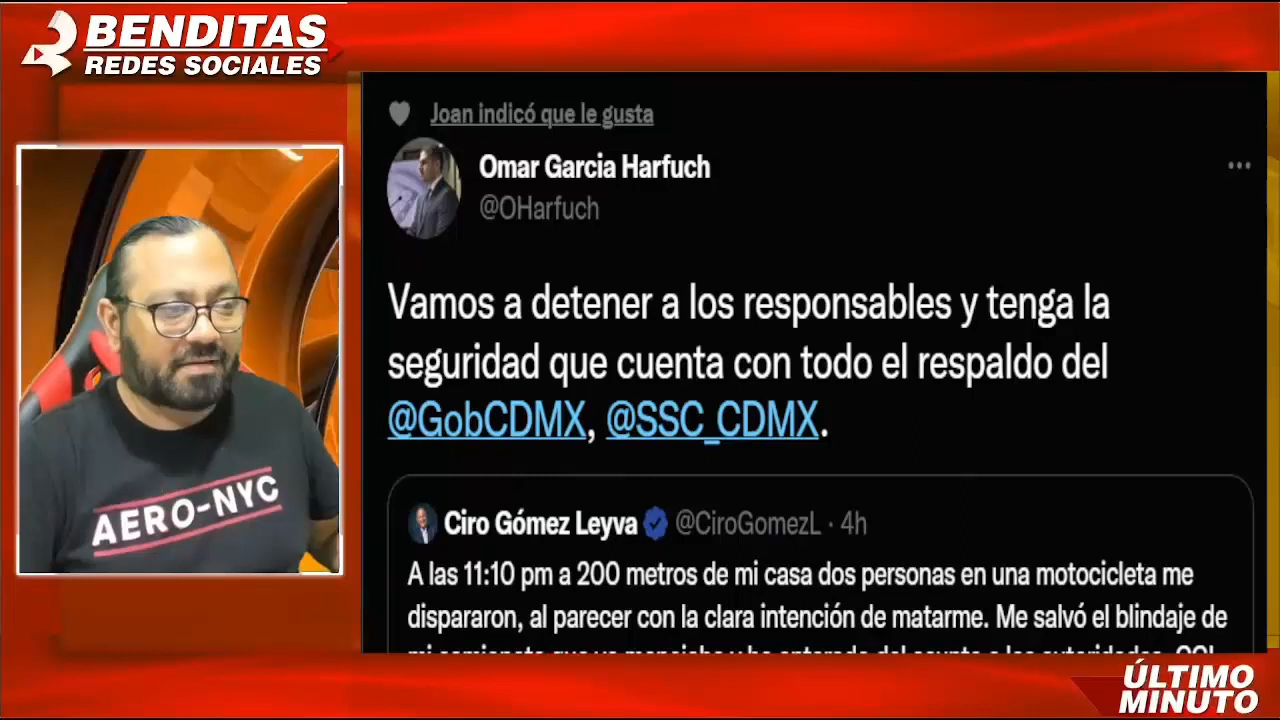 BENDITAS
REDES SOCIALES
Joan indicó que le gusta
Omar Garcia Harfuch
@OHarfuch
Vamos a detener a los responsables y tenga la
seguridad que cuenta con todo el respaldo del
@GobCDMX, @SSC_CDMX.
Ciro Gómez Leyva @CiroGomezL · 4h
A las 11:10 pm a 200 metros de mi casa dos personas en una motocicleta me
dispararon, al parecer con la clara intención de matarme. Me salvó el blindaje de
AERO-NYC
ÚLTIMO
MINUTO